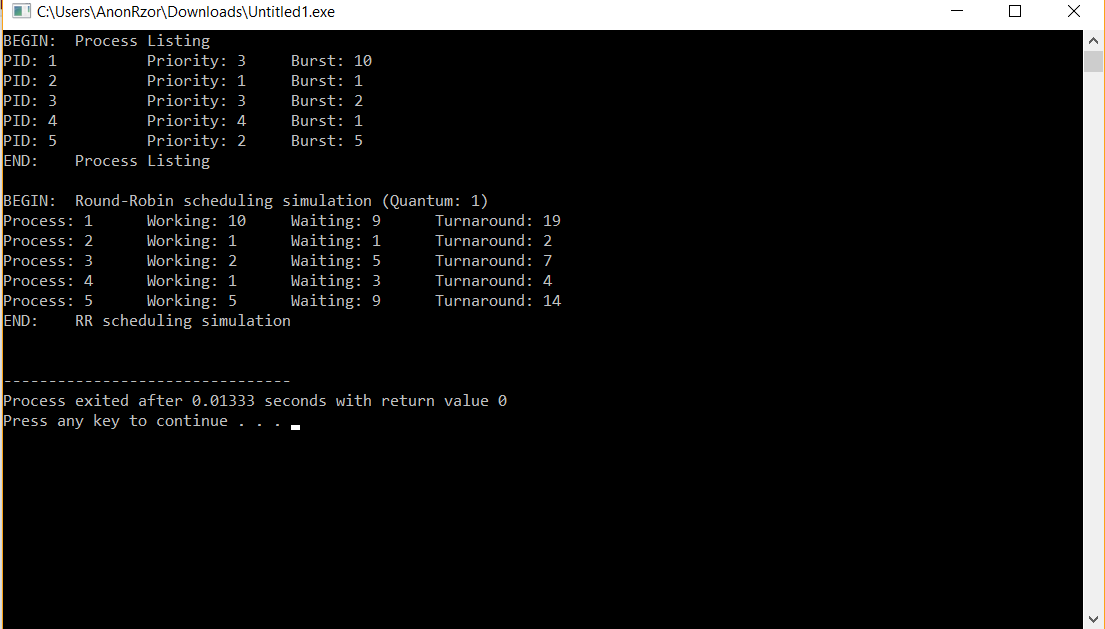 C:\Users\AnonRzor\Downloads\Untitled1.exe
BEGIN:  Process Listing
PID: 1          Priority: 3     Burst: 10
PID: 2          Priority: 1     Burst: 1
PID: 3          Priority: 3     Burst: 2
PID: 4          Priority: 4     Burst: 1
PID: 5          Priority: 2     Burst: 5
END:    Process Listing

BEGIN:  Round-Robin scheduling simulation (Quantum: 1)
Process: 1      Working: 10     Waiting: 9      Turnaround: 19
Process: 2      Working: 1      Waiting: 1      Turnaround: 2
Process: 3      Working: 2      Waiting: 5      Turnaround: 7
Process: 4      Working: 1      Waiting: 3      Turnaround: 4
Process: 5      Working: 5      Waiting: 9      Turnaround: 14
END:    RR scheduling simulation

--------------------------------
Process exited after 0.01333 seconds with return value 0
Press any key to continue . . .